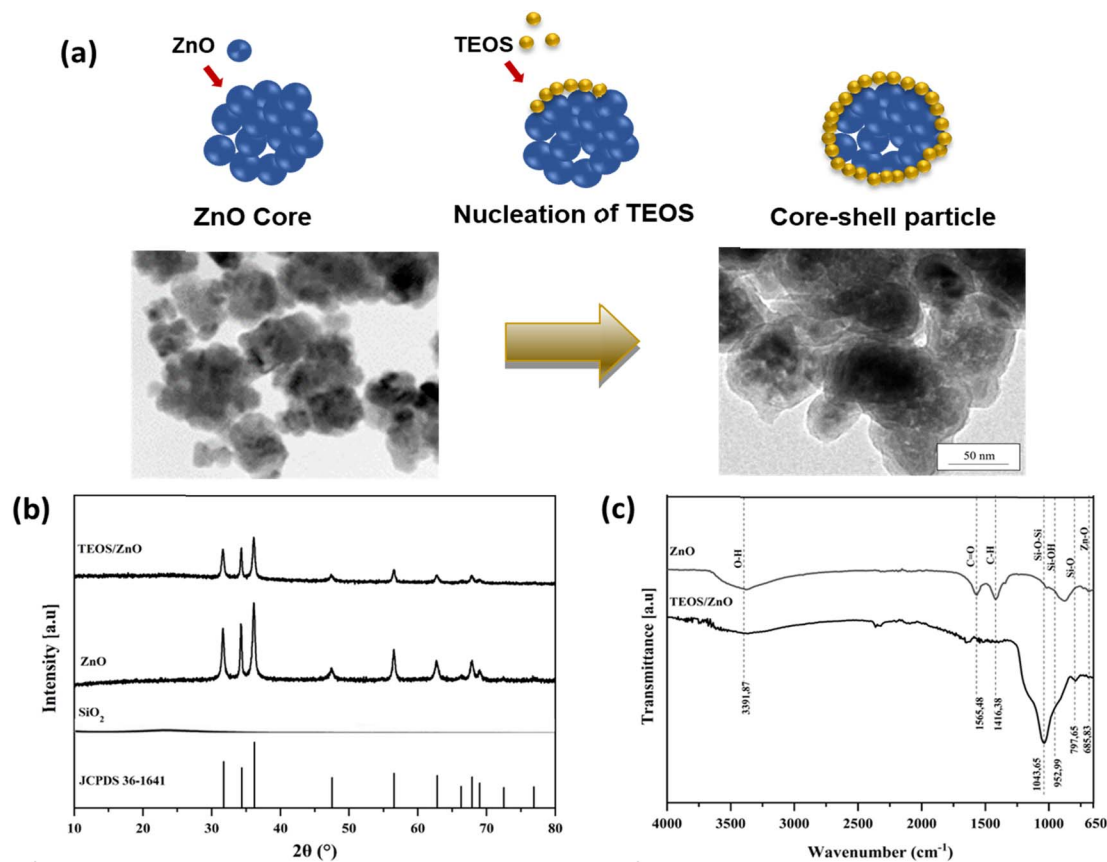 (a)
ZnO
TEOS
ZnO Core
Nucleation of TEOS
Core-shell particle
50 nm
(b)
TEOS/ZnO
ZnO
SiO2
JCPDS 36-1641
Intensity [a.u]
10 20 30 40 50 60 70 80
2θ (°)
(c)
ZnO
TEOS/ZnO
O-H
C=O
C-H
Si-O-Si
Si-OH
Si-O
Zn-O
3391,87
1565,48
1416,38
1043,65
952,99
797,65
685,83
Transmittance [a.u]
4000 3500 2500 2000 1500 1000 650
Wavenumber (cm-1)